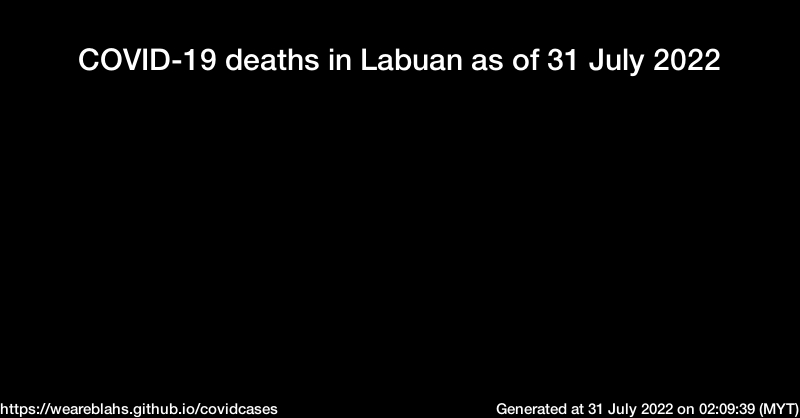 COVID-19 deaths in Labuan as of 31 July 2022
https://weareblahs.github.io/covidcases
Generated at 31 July 2022 on 02:09:39 (MYT)